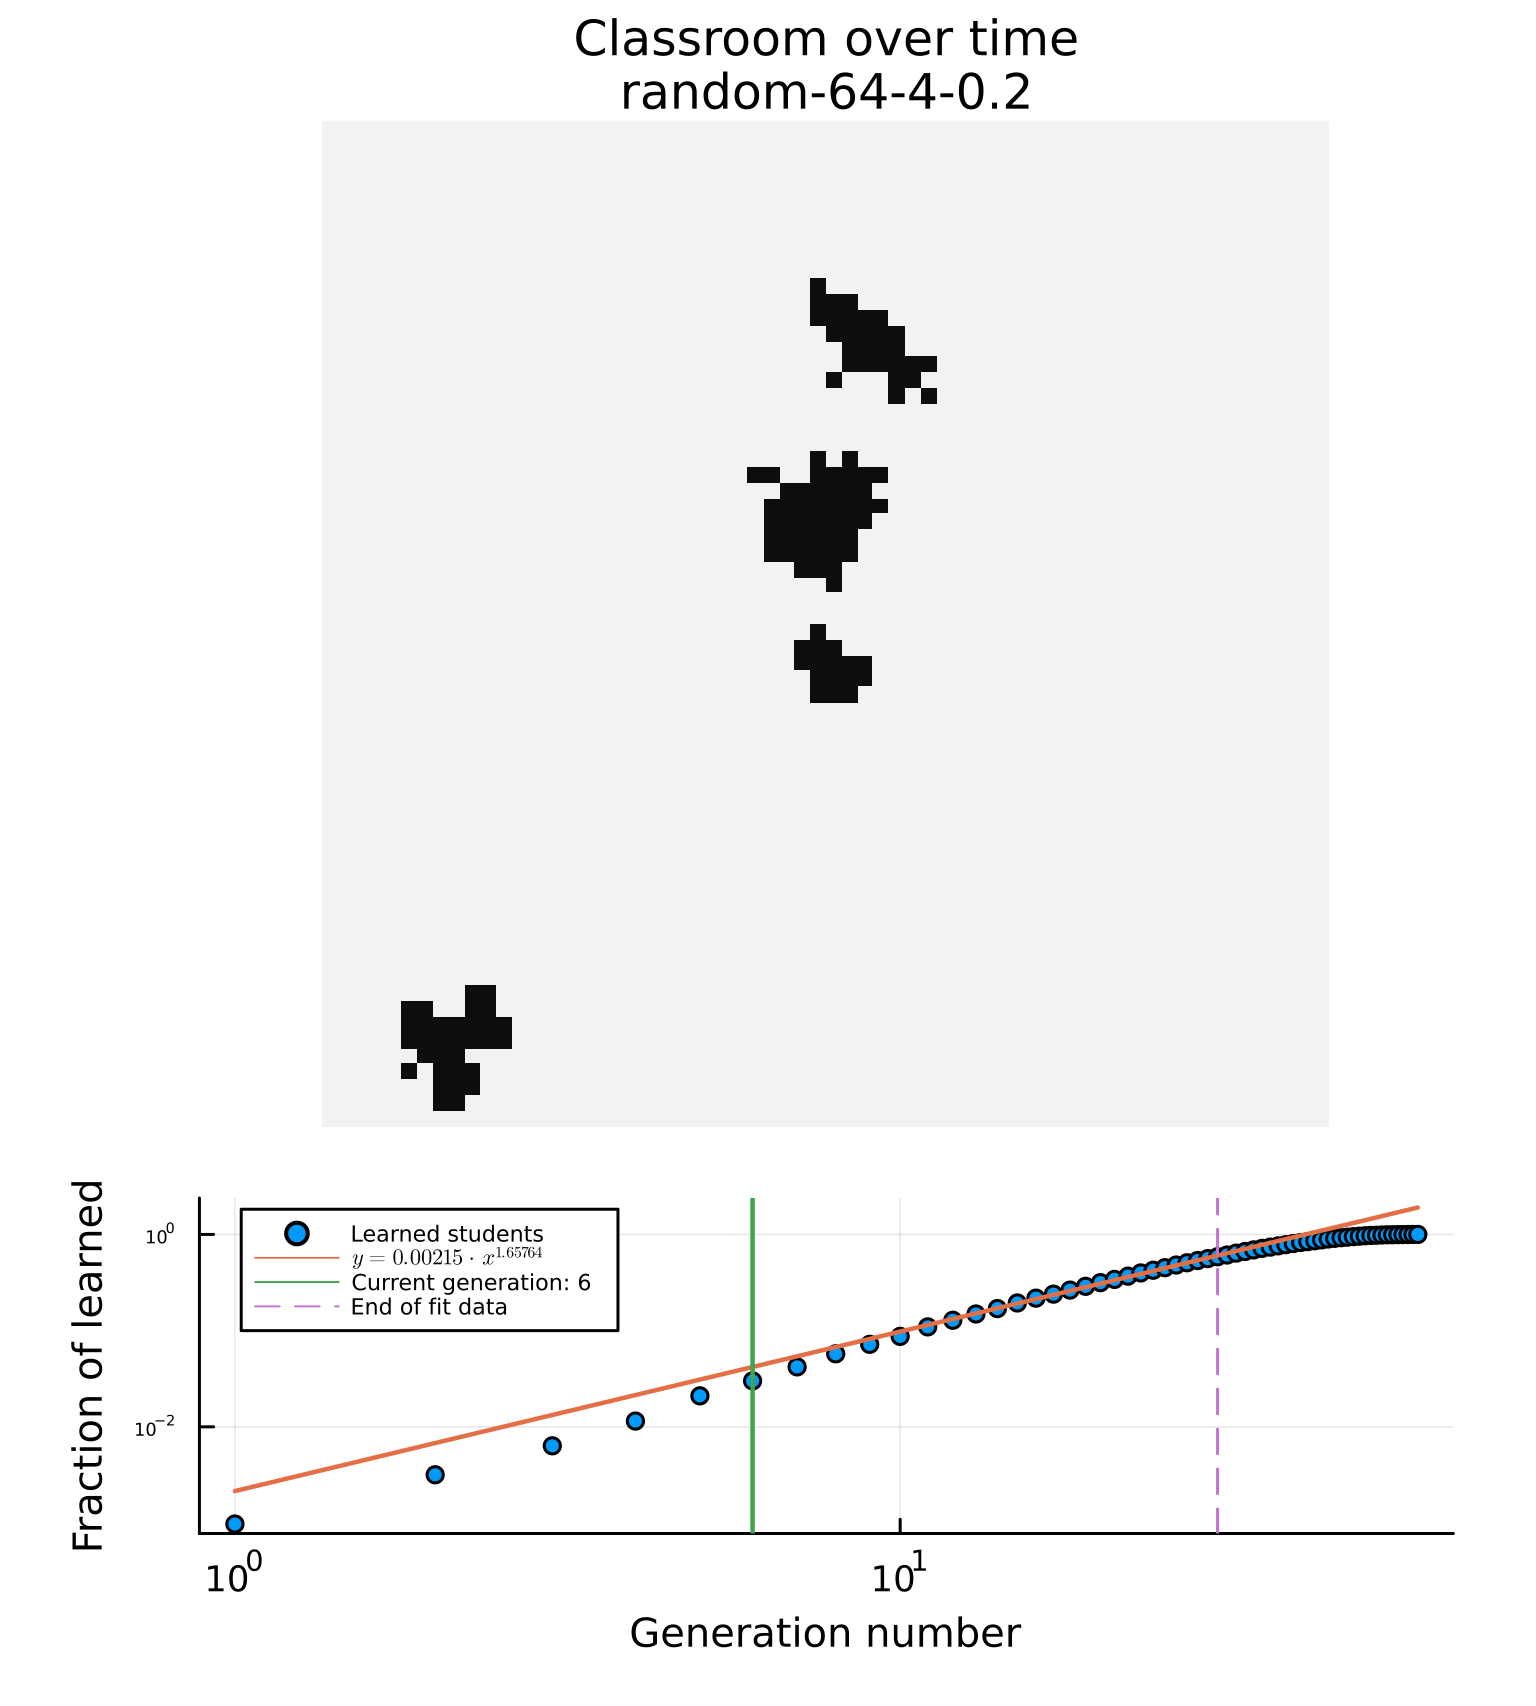 Classroom over time
random-64-4-0.2
Fraction of learned
10⁰
10⁻²
Learned students
y = 0.00215 · x^1.65764
Current generation: 6
End of fit data
10⁰
10¹
Generation number